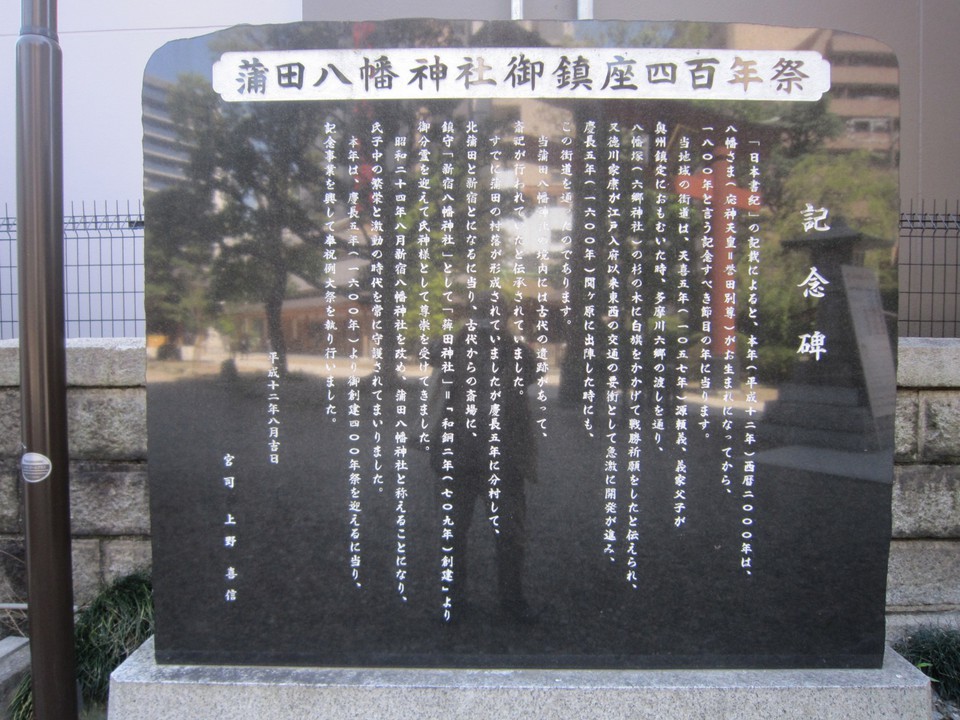 蒲田八幡神社御鎮座四百年祭
記念碑
「日本書紀」の記載によると、本年(平成十二年)西暦二〇〇〇年は、
八幡さま(応神天皇=誉田別尊)がお生まれになってから、
一八〇〇年と言う記念すべき節目の年に当ります。
当地域の街道は、天喜五年(一〇五七年)源頼義、義家父子が
奥州鎮定におもむいた時、多摩川六郷の渡しを通り、
八幡塚(六郷神社)の杉の木に白旗をかかげて戦勝祈願をしたと伝えられ、
又徳川家康が江戸入府以来東西の交通の要衝として急激に開発が進み、
慶長五年(一六〇〇年)関ヶ原に出陣した時にも、
この街道を通ったのであります。
当蒲田八幡神社の境内には古代の遺跡があって、
斎祀が行われていたと伝承されていました。
すでに蒲田の村落が形成されていましたが慶長五年に分村して、
北蒲田と新宿とになるに当り、古代からの斎場に、
鎮守「新宿八幡神社」として「薭田神社」=『和銅二年(七〇九年)創建』より
御分霊を迎えて氏神様として尊崇を受けてきました。
昭和二十四年八月新宿八幡神社を改め、蒲田八幡神社と称えることになり、
氏子中の繁栄と激動の時代を常に守護されてまいりました。
本年は、慶長五年(一六〇〇年)より御創建四〇〇年祭を迎えるに当り、
記念事業を興して奉祝例大祭を執り行いました。
平成十二年八月吉日
宮司 上野喜信